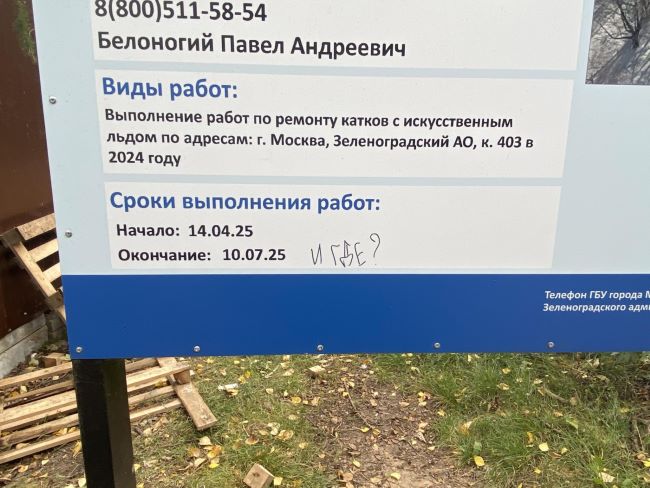 8(800)511-58-54
Белоногий Павел Андреевич
Виды работ:
Выполнение работ по ремонту катков с искусственным
льдом по адресам: г. Москва, Зеленоградский АО, к. 403 в
2024 году
Сроки выполнения работ:
Начало: 14.04.25
Окончание: 10.07.25 И ГДЕ?
Телефон ГБУ города
Зеленоградского